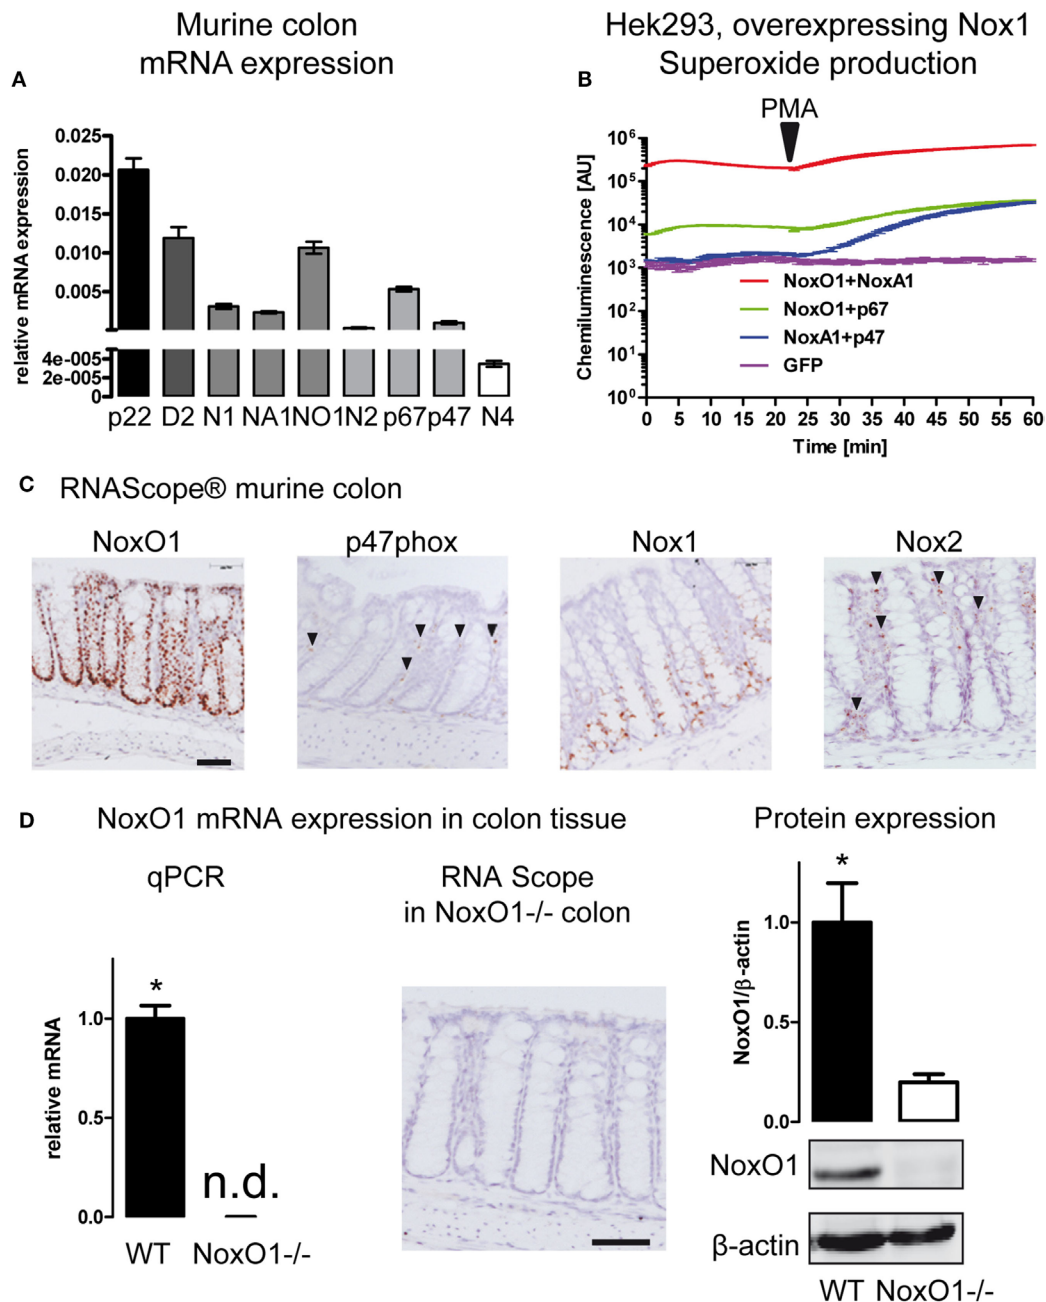 Murine colon
mRNA expression
Hek293, overexpressing Nox1
Superoxide production
A
relative mRNA expression
0.025
0.020
0.015
0.010
0.005
4e-005
2e-005
0
p22 D2 N1 NA1 NO1 N2 p67 p47 N4
B
PMA
Chemiluminescence [AU]
10⁶
10⁵
10⁴
10³
10²
10¹
10⁰
NoxO1+NoxA1
NoxO1+p67
NoxA1+p47
GFP
0 5 10 15 20 25 30 35 40 45 50 55 60
Time [min]
C RNAScope® murine colon
NoxO1 p47phox Nox1 Nox2
D NoxO1 mRNA expression in colon tissue
Protein expression
qPCR
relative mRNA
1.0
0.5
0.0
*
n.d.
WT NoxO1-/-
RNA Scope
in NoxO1-/- colon
NoxO1/β-actin
1.0
0.5
0.0
*
NoxO1
β-actin
WT NoxO1-/-